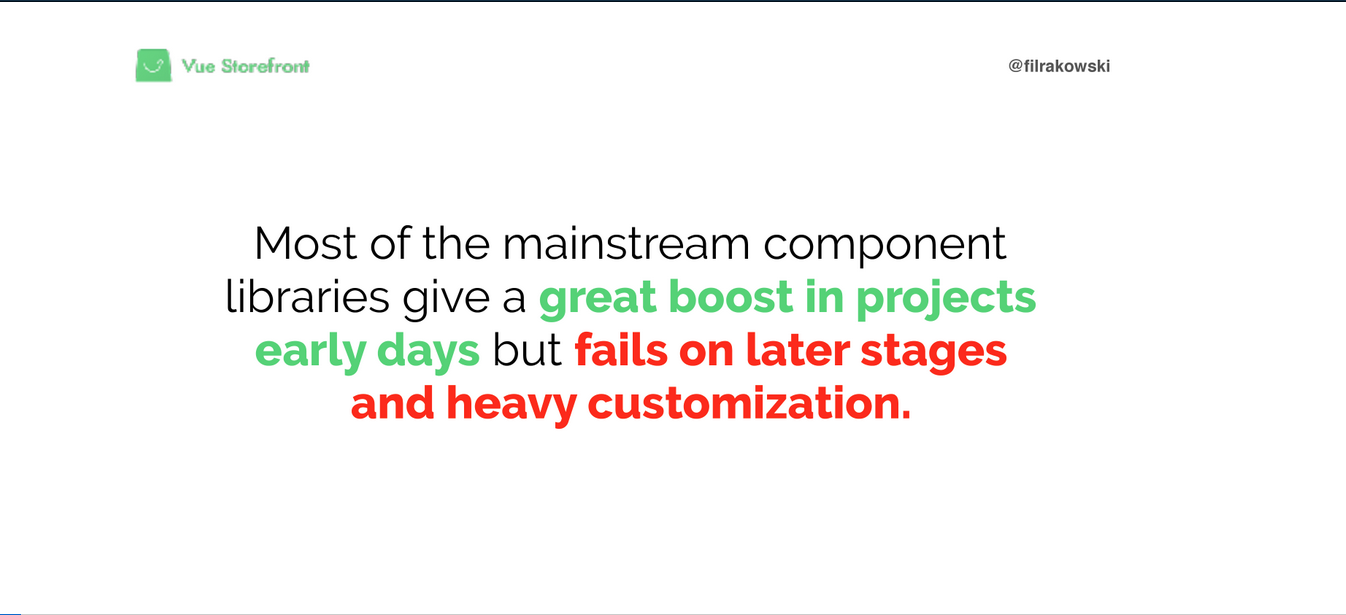 Vue Storefront
@filrakowski
Most of the mainstream component
libraries give a great boost in projects
early days but fails on later stages
and heavy customization.